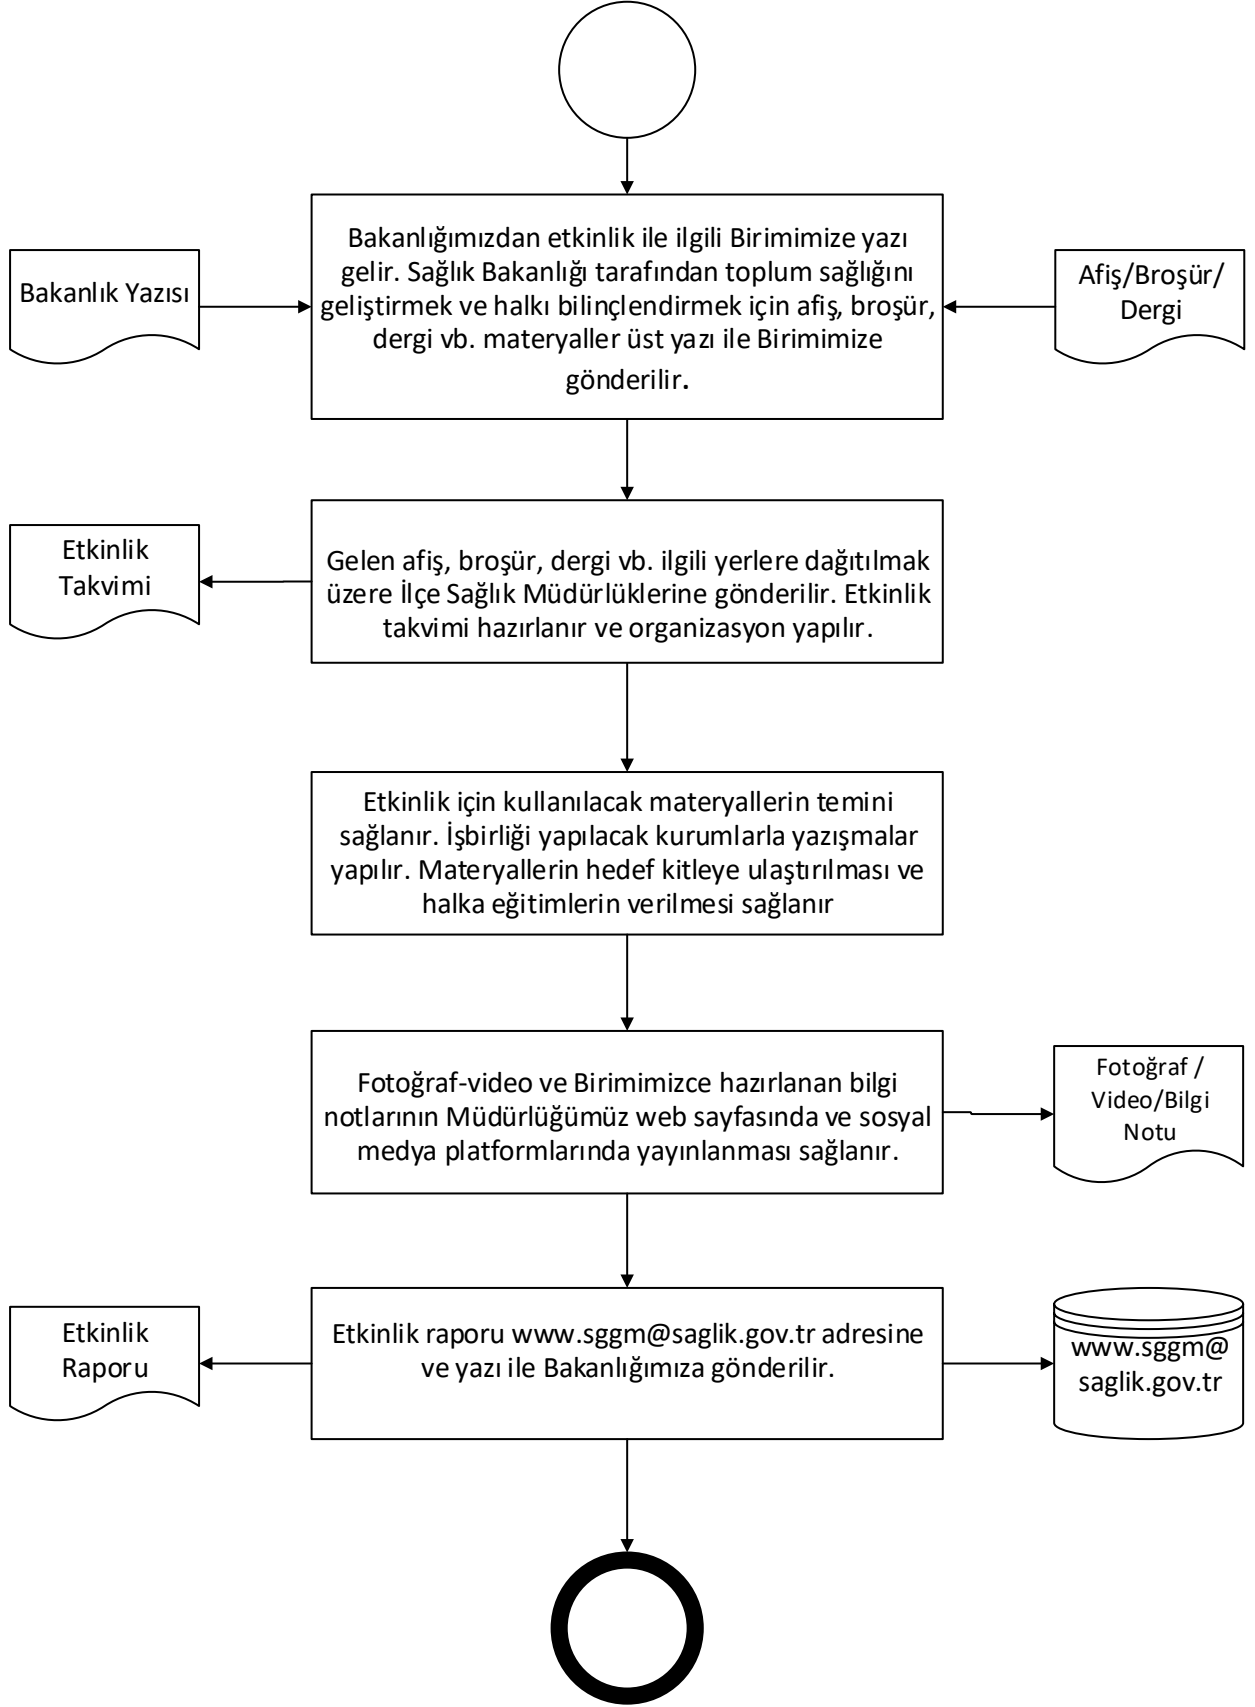 Bakanlık Yazısı
Bakanlığımızdan etkinlik ile ilgili Birimimize yazı
gelir. Sağlık Bakanlığı tarafından toplum sağlığını
geliştirmek ve halkı bilinçlendirmek için afiş, broşür,
dergi vb. materyaller üst yazı ile Birimimize
gönderilir.
Afiş/Broşür/
Dergi
Etkinlik
Takvimi
Gelen afiş, broşür, dergi vb. ilgili yerlere dağıtılmak
üzere İlçe Sağlık Müdürlüklerine gönderilir. Etkinlik
takvimi hazırlanır ve organizasyon yapılır.
Etkinlik için kullanılacak materyallerin temini
sağlanır. İşbirliği yapılacak kurumlarla yazışmalar
yapılır. Materyallerin hedef kitleye ulaştırılması ve
halka eğitimlerin verilmesi sağlanır
Fotoğraf-video ve Birimimizce hazırlanan bilgi
notlarının Müdürlüğümüz web sayfasında ve sosyal
medya platformlarında yayınlanması sağlanır.
Fotoğraf /
Video/Bilgi
Notu
Etkinlik
Raporu
Etkinlik raporu www.sggm@saglik.gov.tr adresine
ve yazı ile Bakanlığımıza gönderilir.
www.sggm@
saglik.gov.tr